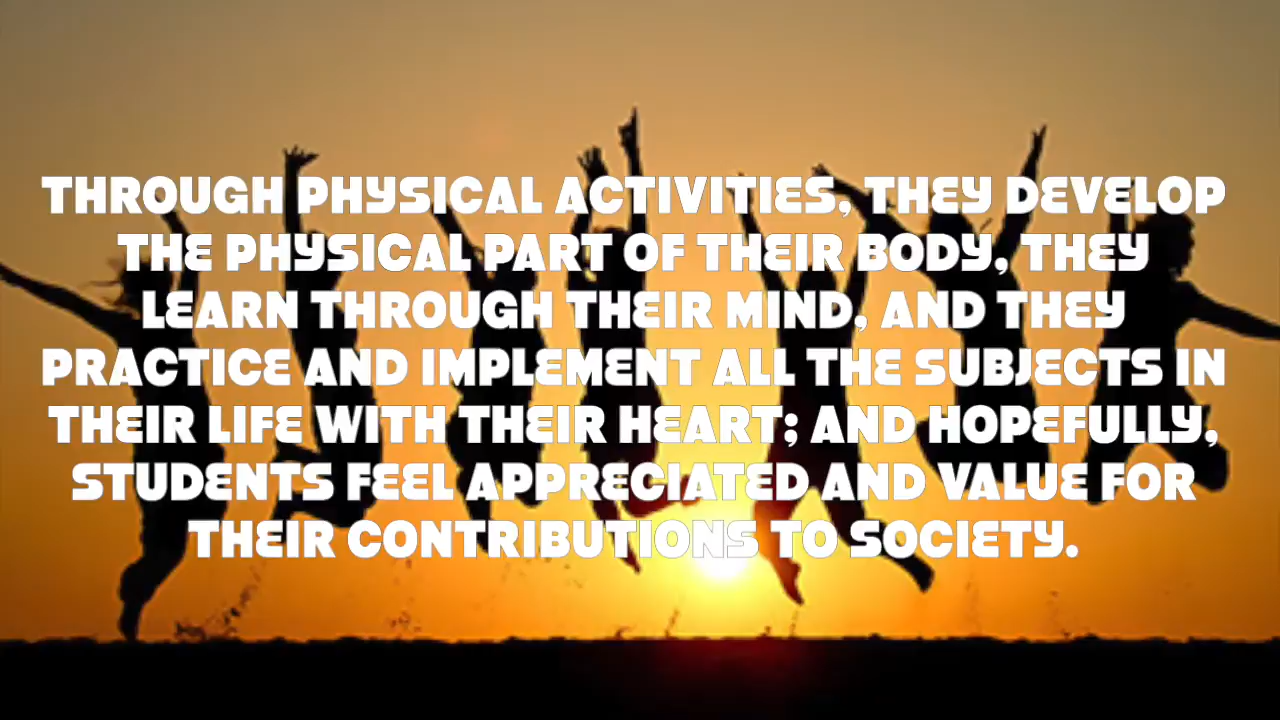 THROUGH PHYSICAL ACTIVITIES, THEY DEVELOP
THE PHYSICAL PART OF THEIR BODY, THEY
LEARN THROUGH THEIR MIND, AND THEY
PRACTICE AND IMPLEMENT ALL THE SUBJECTS IN
THEIR LIFE WITH THEIR HEART; AND HOPEFULLY,
STUDENTS FEEL APPRECIATED AND VALUE FOR
THEIR CONTRIBUTIONS TO SOCIETY.